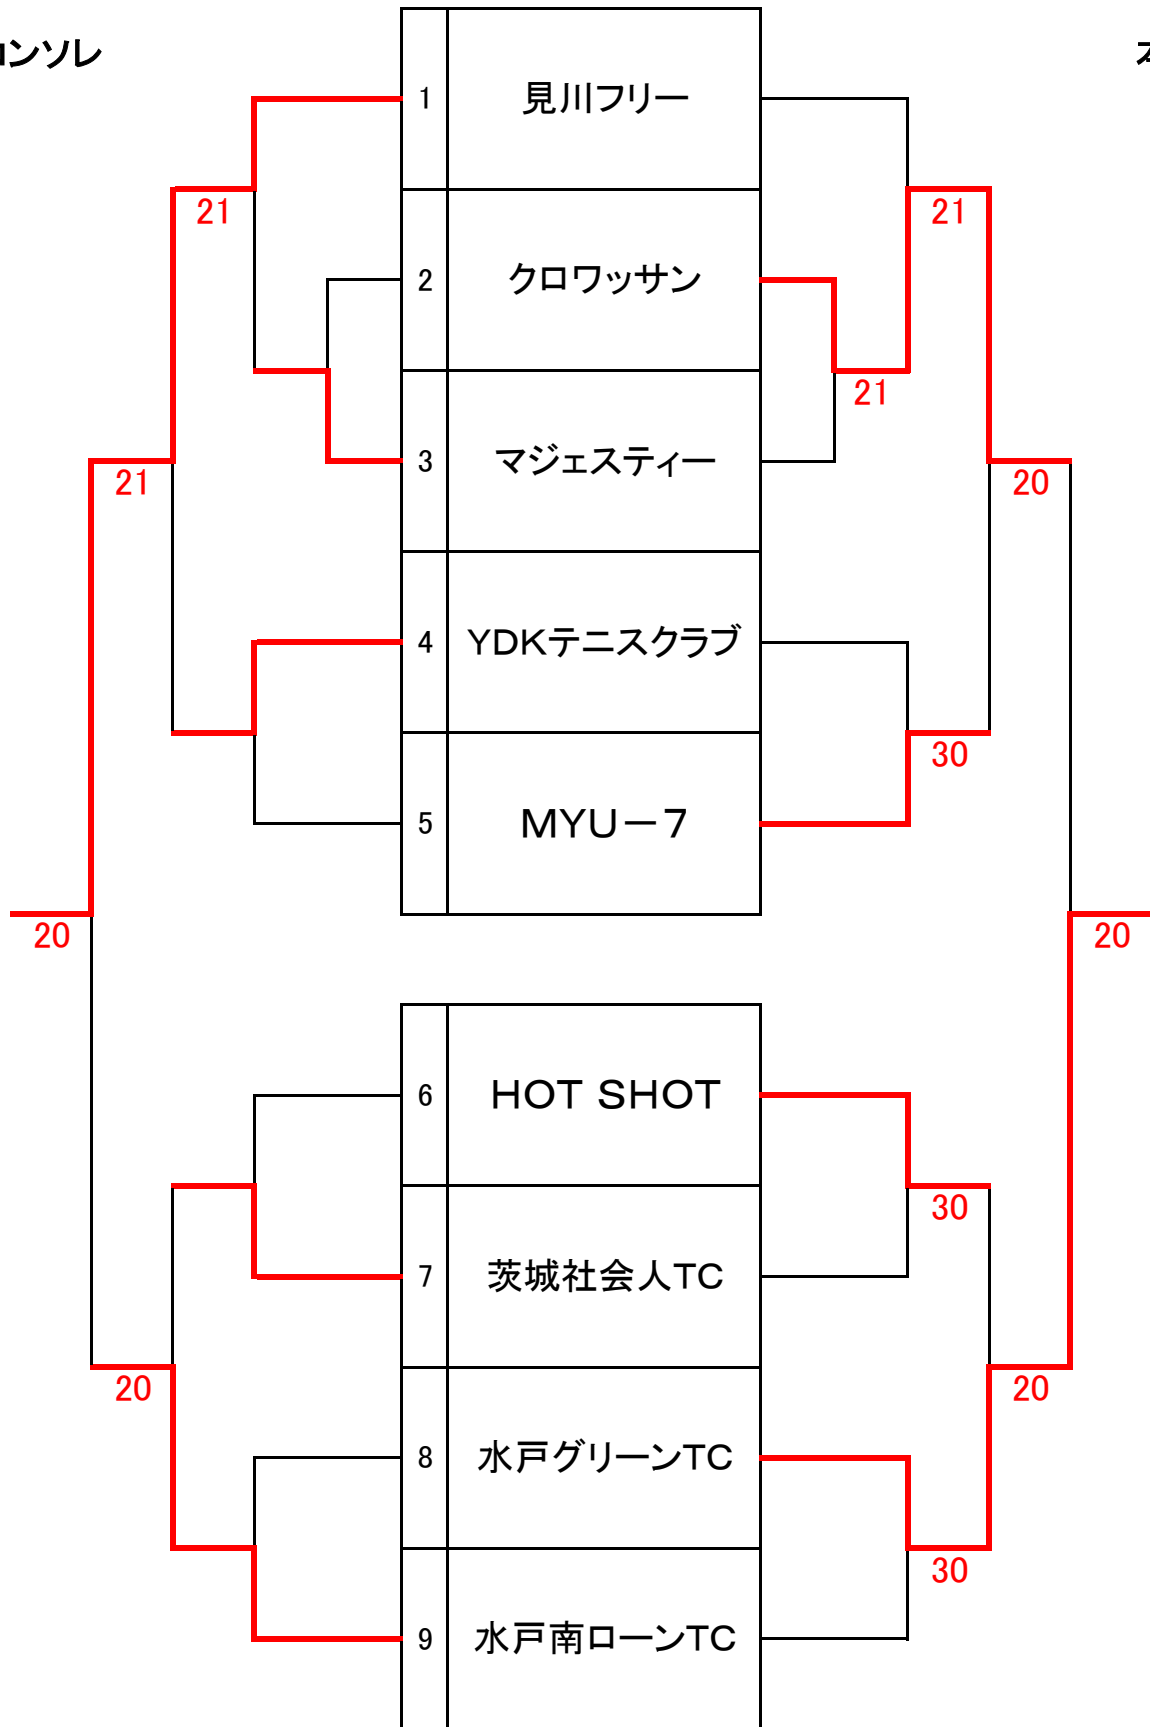 ンソレ
1 見川フリー
21 21
2 クロワッサン
21
3 マジェスティー
21 20
4 YDKテニスクラブ
30
5 MYU－7
20 20
6 HOT SHOT
30
7 茨城社会人TC
20 20
8 水戸グリーンTC
30
9 水戸南ローンTC